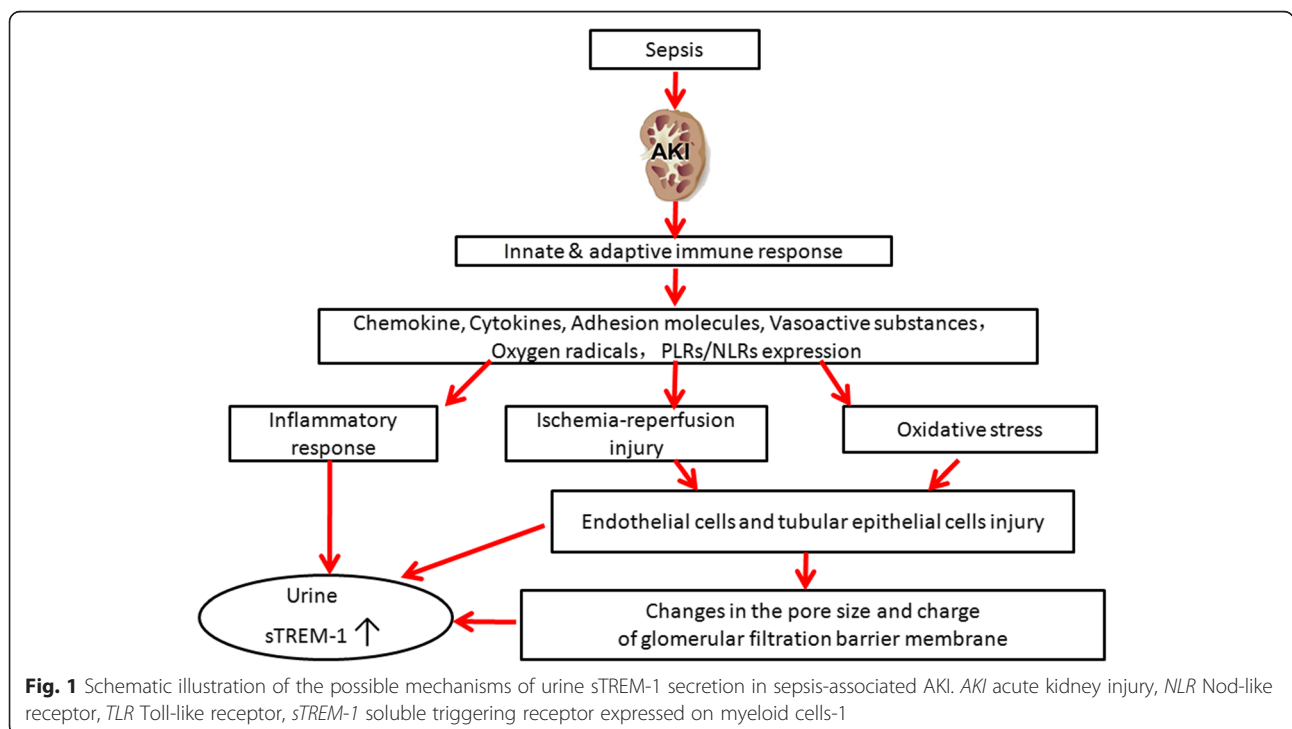 Sepsis
AKI
Innate & adaptive immune response
Chemokine, Cytokines, Adhesion molecules, Vasoactive substances，
Oxygen radicals， PLRs/NLRs expression
Inflammatory
response
Ischemia-reperfusion
injury
Oxidative stress
Endothelial cells and tubular epithelial cells injury
Urine
sTREM-1 ↑
Changes in the pore size and charge
of glomerular filtration barrier membrane
Fig. 1 Schematic illustration of the possible mechanisms of urine sTREM-1 secretion in sepsis-associated AKI. AKI acute kidney injury, NLR Nod-like
receptor, TLR Toll-like receptor, sTREM-1 soluble triggering receptor expressed on myeloid cells-1